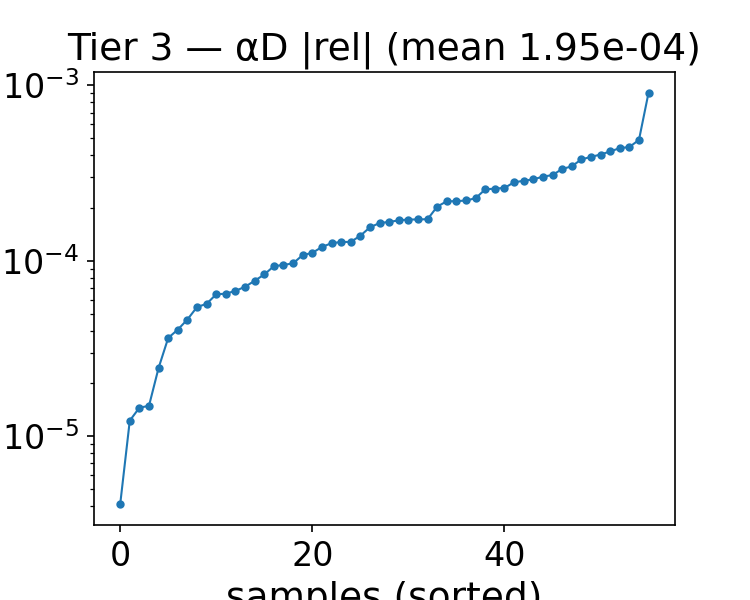 Tier 3 — αD |rel| (mean 1.95e-04)
10⁻³
10⁻⁴
10⁻⁵
0 20 40
samples (sorted)